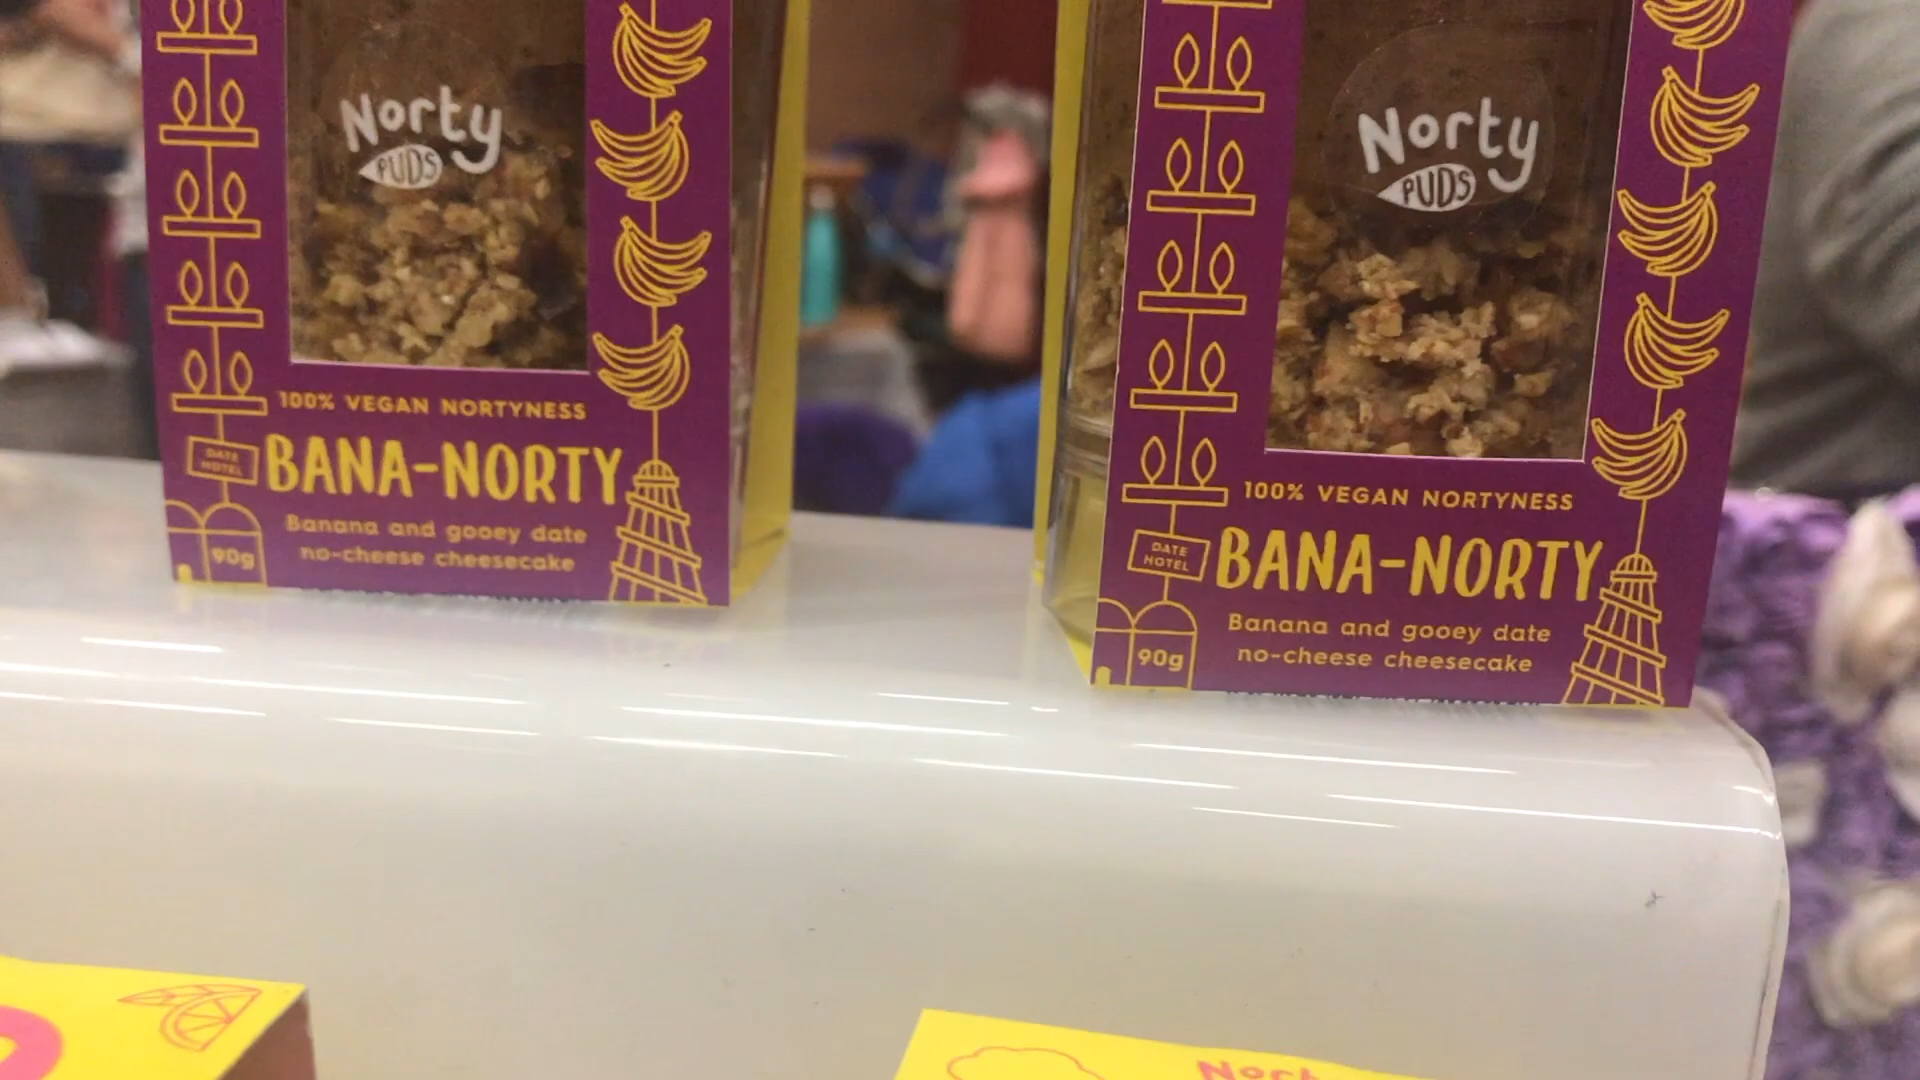 Norty
PUDS
100% VEGAN NORTYNESS
DATE
HOTEL
BANA-NORTY
Banana and gooey date
no-cheese cheesecake
90g
Norty
PUDS
100% VEGAN NORTYNESS
DATE
HOTEL
BANA-NORTY
Banana and gooey date
no-cheese cheesecake
90g